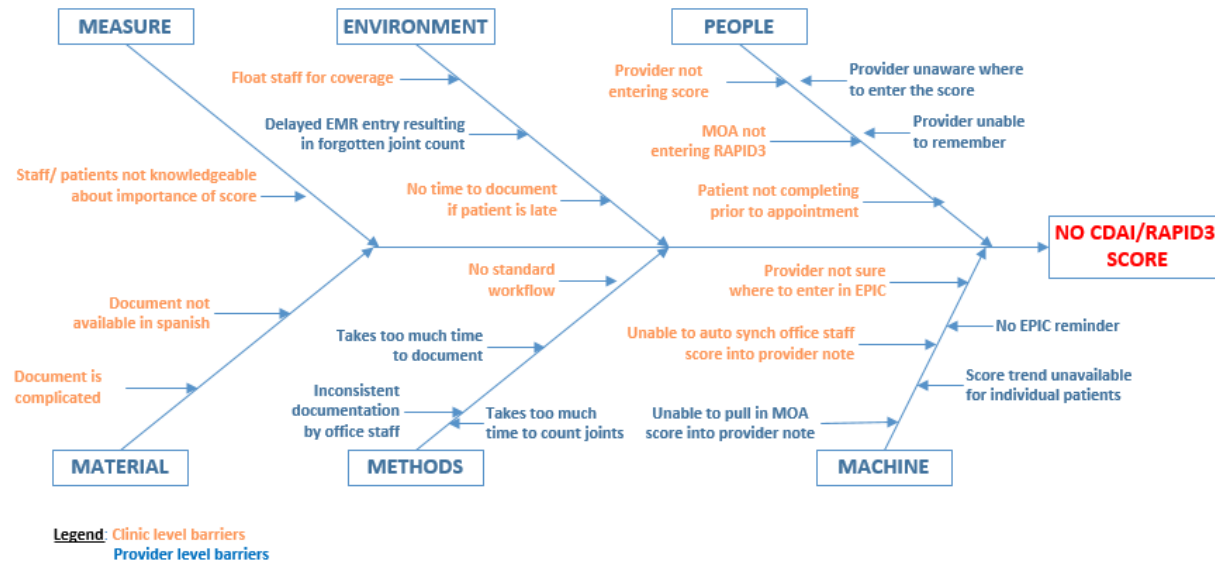 MEASURE
ENVIRONMENT
PEOPLE
Float staff for coverage
Delayed EMR entry resulting
in forgotten joint count
No time to document
if patient is late
Staff/ patients not knowledgeable
about importance of score
Provider not
entering score
Provider unaware where
to enter the score
MOA not
entering RAPID3
Provider unable
to remember
Patient not completing
prior to appointment
NO CDAI/RAPID3
SCORE
Document not
available in spanish
Document is
complicated
No standard
workflow
Takes too much time
to document
Inconsistent
documentation
by office staff
Takes too much
time to count joints
Provider not sure
where to enter in EPIC
No EPIC reminder
Unable to auto synch office staff
score into provider note
Score trend unavailable
for individual patients
Unable to pull in MOA
score into provider note
MATERIAL
METHODS
MACHINE
Legend: Clinic level barriers
Provider level barriers